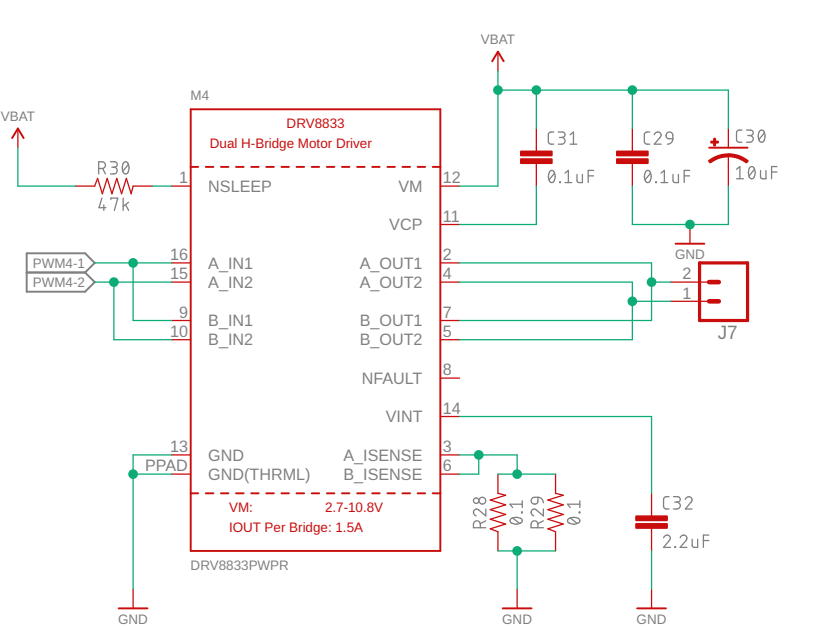 VBAT
M4
VBAT
DRV8833
Dual H-Bridge Motor Driver
C31
C29
C30
R30
47k
1
NSLEEP
VM
12
0.1uF
0.1uF
10uF
VCP
11
GND
PWM4-1
16
A_IN1
A_OUT1
2
PWM4-2
15
A_IN2
A_OUT2
4
2
1
9
B_IN1
B_OUT1
7
10
B_IN2
B_OUT2
5
J7
NFAULT
8
VINT
14
13
GND
A_ISENSE
3
PPAD
GND(THRML)
B_ISENSE
6
VM: 2.7-10.8V
IOUT Per Bridge: 1.5A
R28
0.1
R29
0.1
C32
2.2uF
DRV8833PWPR
GND
GND
GND